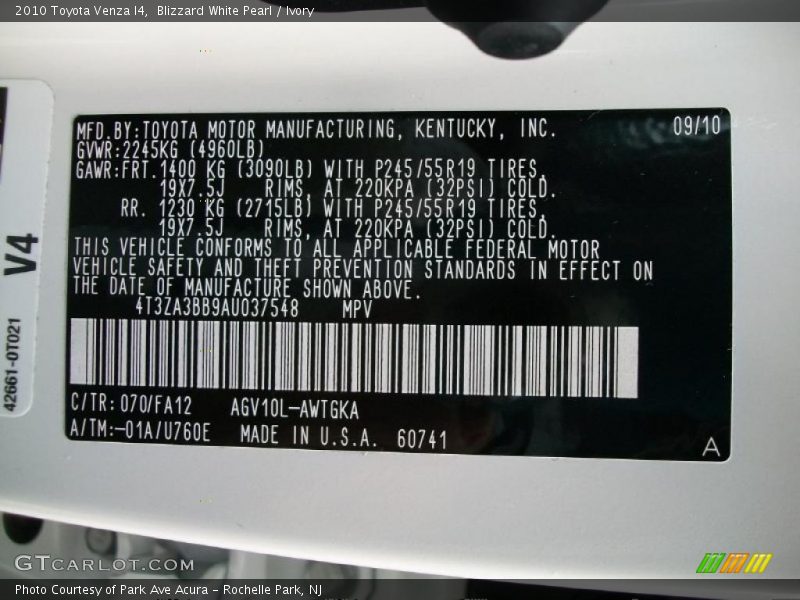 2010 Toyota Venza I4,  Blizzard White Pearl / Ivory
MFD.BY:TOYOTA MOTOR MANUFACTURING, KENTUCKY, INC. 09/10
GVWR:2245KG (4960LB)
GAWR:FRT.1400 KG (3090LB) WITH P245/55R19 TIRES,
19X7.5J RIMS, AT 220KPA (32PSI) COLD.
RR. 1230 KG (2715LB) WITH P245/55R19 TIRES,
19X7.5J RIMS, AT 220KPA (32PSI) COLD.
THIS VEHICLE CONFORMS TO ALL APPLICABLE FEDERAL MOTOR
VEHICLE SAFETY AND THEFT PREVENTION STANDARDS IN EFFECT ON
THE DATE OF MANUFACTURE SHOWN ABOVE.
4T3ZA3BB9AU037548 MPV
C/TR: 070/FA12 AGV10L-AWTGKA
A/TM:-01A/U760E MADE IN U.S.A. 60741
A
V4
42661-0T021
GTCARLOT.COM
Photo Courtesy of Park Ave Acura - Rochelle Park, NJ